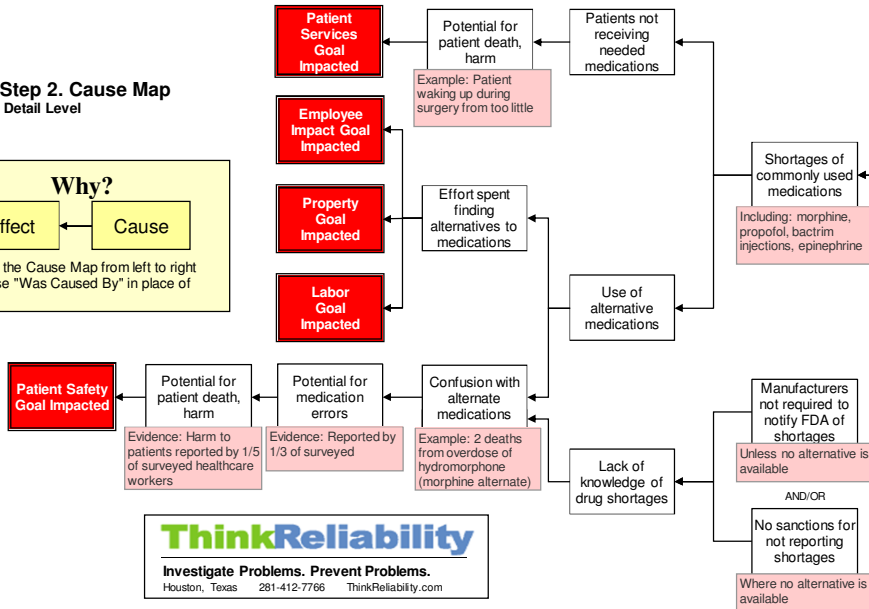 Step 2. Cause Map
Detail Level
Why?
ffect
Cause
the Cause Map from left to right
se "Was Caused By" in place of
Patient
Services
Goal
Impacted
Potential for
patient death,
harm
Example: Patient
waking up during
surgery from too little
Patients not
receiving
needed
medications
Employee
Impact Goal
Impacted
Property
Goal
Impacted
Labor
Goal
Impacted
Effort spent
finding
alternatives to
medications
Use of
alternative
medications
Shortages of
commonly used
medications
Including: morphine,
propofol, bactrim
injections, epinephrine
Patient Safety
Goal Impacted
Potential for
patient death,
harm
Evidence: Harm to
patients reported by 1/5
of surveyed healthcare
workers
Potential for
medication
errors
Evidence: Reported by
1/3 of surveyed
Confusion with
alternate
medications
Example: 2 deaths
from overdose of
hydromorphone
(morphine alternate)
Lack of
knowledge of
drug shortages
Manufacturers
not required to
notify FDA of
shortages
Unless no alternative is
available
AND/OR
No sanctions for
not reporting
shortages
Where no alternative is
available
ThinkReliability
Investigate Problems. Prevent Problems.
Houston, Texas 281-412-7766 ThinkReliability.com